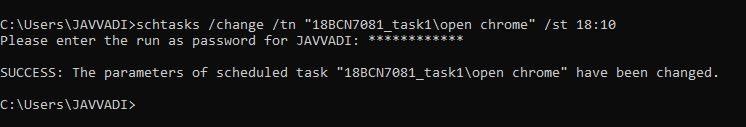 C:\Users\JAVVADI>schtasks /change /tn "18BCN7081_task1\open chrome" /st 18:10
Please enter the run as password for JAVVADI: ************
SUCCESS: The parameters of scheduled task "18BCN7081_task1\open chrome" have been changed.
C:\Users\JAVVADI>